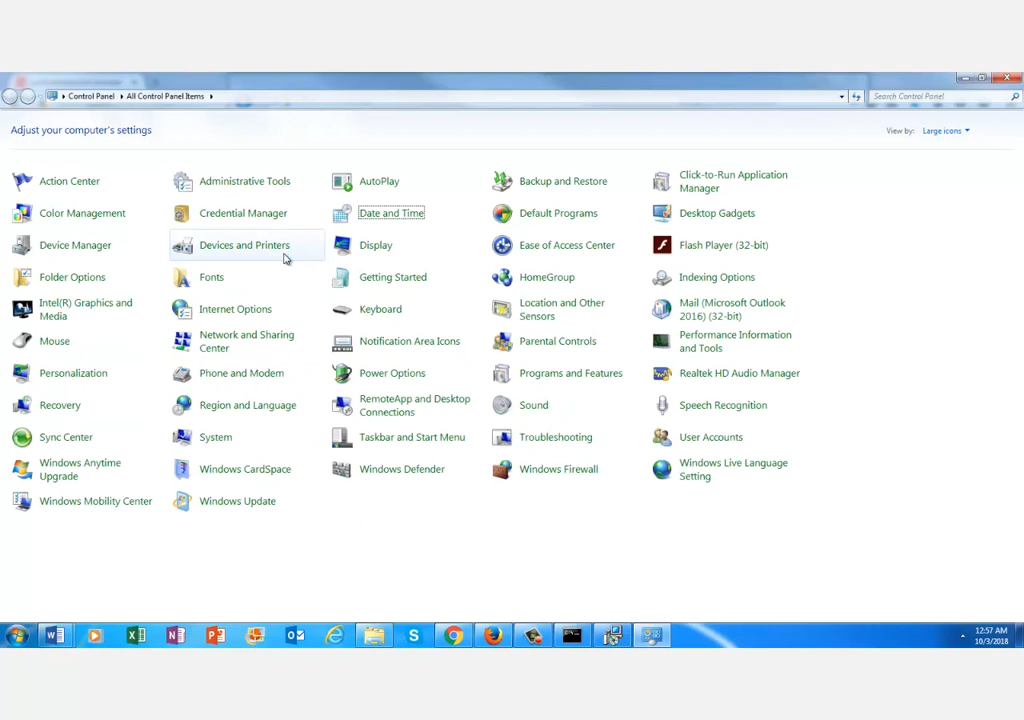 Control Panel
All Control Panel Items
Search Control Panel
Adjust your computer's settings
View by:
Large icons
Action Center
Administrative Tools
AutoPlay
Backup and Restore
Click-to-Run Application
Manager
Color Management
Credential Manager
Date and Time
Default Programs
Desktop Gadgets
Device Manager
Devices and Printers
Display
Ease of Access Center
Flash Player (32-bit)
Folder Options
Fonts
Getting Started
HomeGroup
Indexing Options
Intel(R) Graphics and
Media
Internet Options
Keyboard
Location and Other
Sensors
Mail (Microsoft Outlook
2016) (32-bit)
Mouse
Network and Sharing
Center
Notification Area Icons
Parental Controls
Performance Information
and Tools
Personalization
Phone and Modem
Power Options
Programs and Features
Realtek HD Audio Manager
Recovery
Region and Language
RemoteApp and Desktop
Connections
Sound
Speech Recognition
Sync Center
System
Taskbar and Start Menu
Troubleshooting
User Accounts
Windows Anytime
Upgrade
Windows CardSpace
Windows Defender
Windows Firewall
Windows Live Language
Setting
Windows Mobility Center
Windows Update
12:57 AM
10/3/2018